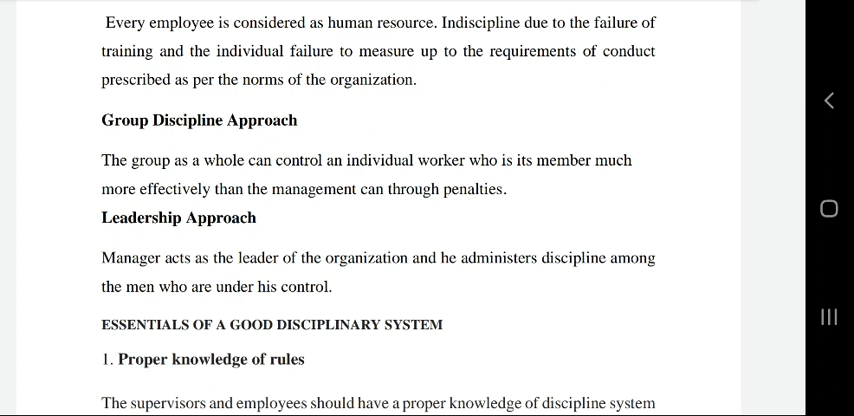 Every employee is considered as human resource. Indiscipline due to the failure of
training and the individual failure to measure up to the requirements of conduct
prescribed as per the norms of the organization.
Group Discipline Approach
The group as a whole can control an individual worker who is its member much
more effectively than the management can through penalties.
Leadership Approach
Manager acts as the leader of the organization and he administers discipline among
the men who are under his control.
ESSENTIALS OF A GOOD DISCIPLINARY SYSTEM
1. Proper knowledge of rules
The supervisors and employees should have a proper knowledge of discipline system